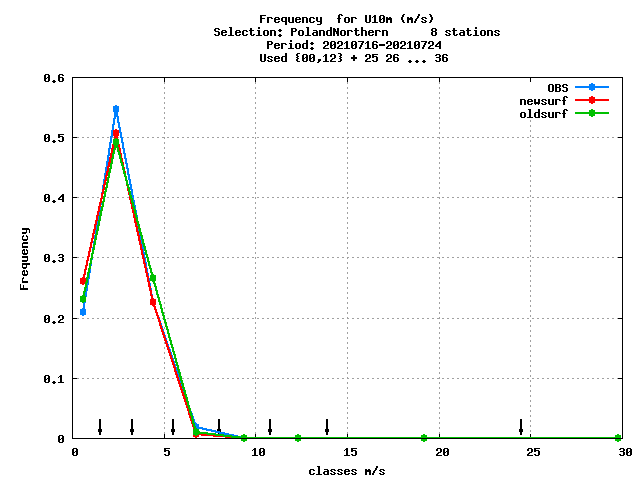 Frequency  for U10m (m/s)
Selection: PolandNorthern      8 stations
Period: 20210716-20210724
Used {00,12} + 25 26 ... 36
OBS
newsurf
oldsurf
Frequency
0.6
0.5
0.4
0.3
0.2
0.1
0
0 5 10 15 20 25 30
classes m/s